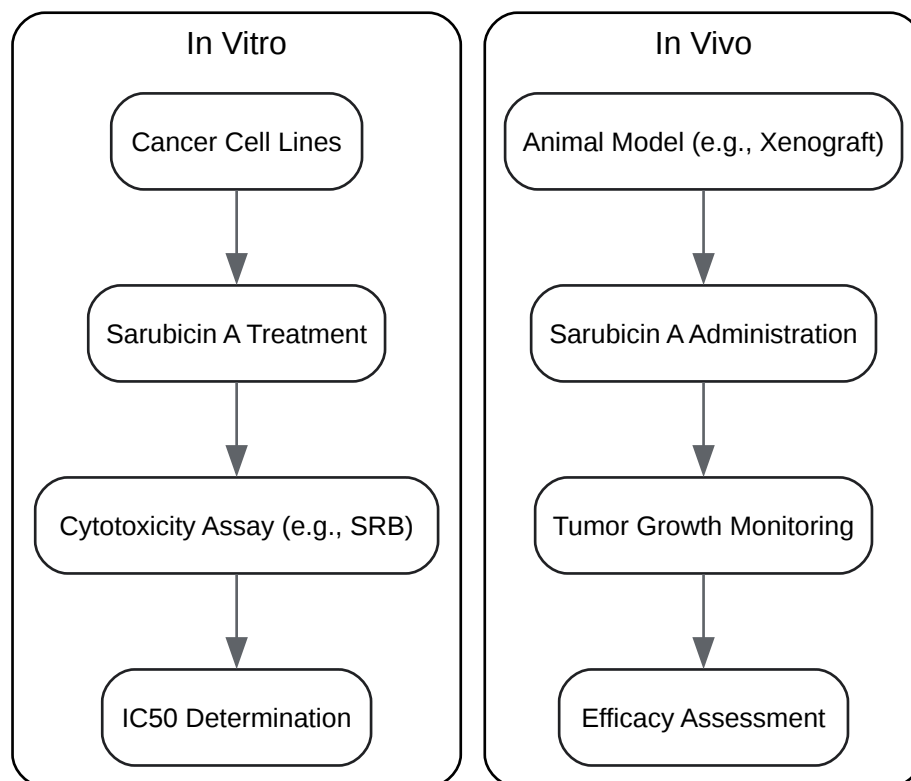 In Vitro
Cancer Cell Lines
Sarubicin A Treatment
Cytotoxicity Assay (e.g., SRB)
IC50 Determination
In Vivo
Animal Model (e.g., Xenograft)
Sarubicin A Administration
Tumor Growth Monitoring
Efficacy Assessment